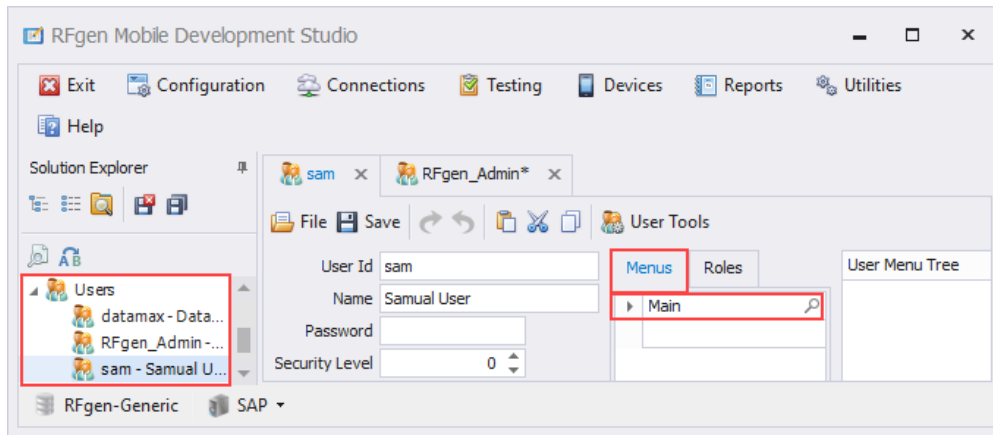 RFgen Mobile Development Studio
Exit Configuration Connections Testing Devices Reports Utilities
Help
Solution Explorer
sam RFgen_Admin*
File Save User Tools
AB
User Id sam
Menus Roles
User Menu Tree
Users
Name Samual User
Main
datamax - Data...
Password
RFgen_Admin -...
Security Level 0
sam - Samual U...
RFgen-Generic SAP